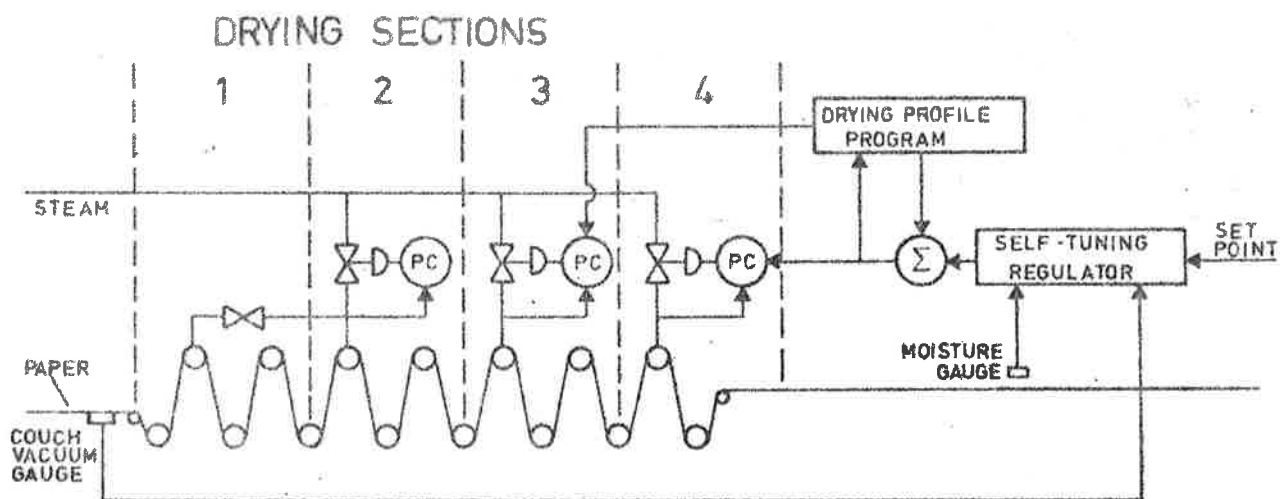 DRYING SECTIONS
1 2 3 4
DRYING PROFILE
PROGRAM
STEAM
PC PC PC
Σ
SELF-TUNING
REGULATOR
SET
POINT
MOISTURE
GAUGE
PAPER
COUCH
VACUUM
GAUGE